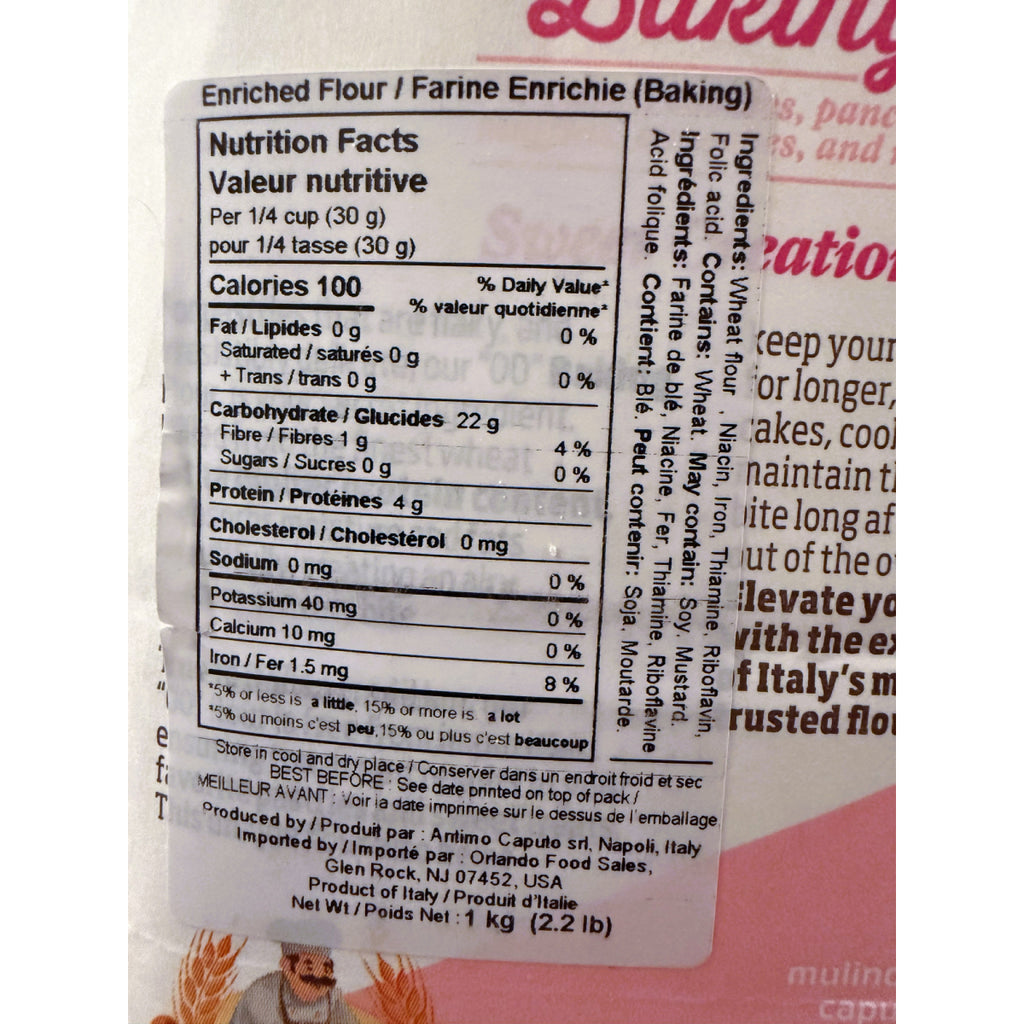 Baking
Enriched Flour / Farine Enrichie (Baking)
Nutrition Facts
Valeur nutritive
Per 1/4 cup (30 g)
pour 1/4 tasse (30 g)
Calories 100
% Daily Value*
% valeur quotidienne*
Fat / Lipides 0 g 0 %
Saturated / saturés 0 g
+ Trans / trans 0 g 0 %
Carbohydrate / Glucides 22 g
Fibre / Fibres 1 g 4 %
Sugars / Sucres 0 g 0 %
Protein / Protéines 4 g
Cholesterol / Cholestérol 0 mg
Sodium 0 mg 0 %
Potassium 40 mg 0 %
Calcium 10 mg 0 %
Iron / Fer 1.5 mg 8 %
*5% or less is a little, 15% or more is a lot
*5% ou moins c'est peu,15% ou plus c'est beaucoup
Ingredients: Wheat flour , Niacin, Iron, Thiamine, Riboflavin,
Folic acid. Contains: Wheat. May contain: Soy. Mustard.
Ingrédients: Farine de blé, Niacine, Fer, Thiamine, Riboflavine
Acid folique. Contient: Blé. Peut contenir: Soja. Moutarde.
Store in cool and dry place / Conserver dans un endroit froid et sec
BEST BEFORE : See date printed on top of pack /
MEILLEUR AVANT : Voir la date imprimée sur le dessus de l'emballage
Produced by / Produit par : Antimo Caputo srl, Napoli, Italy
Imported by / Importé par : Orlando Food Sales,
Glen Rock, NJ 07452, USA
Product of Italy / Produit d'Italie
Net Wt / Poids Net : 1 kg (2.2 lb)
keep your
for longer,
maintain
long
out of the
with the
of Italy's